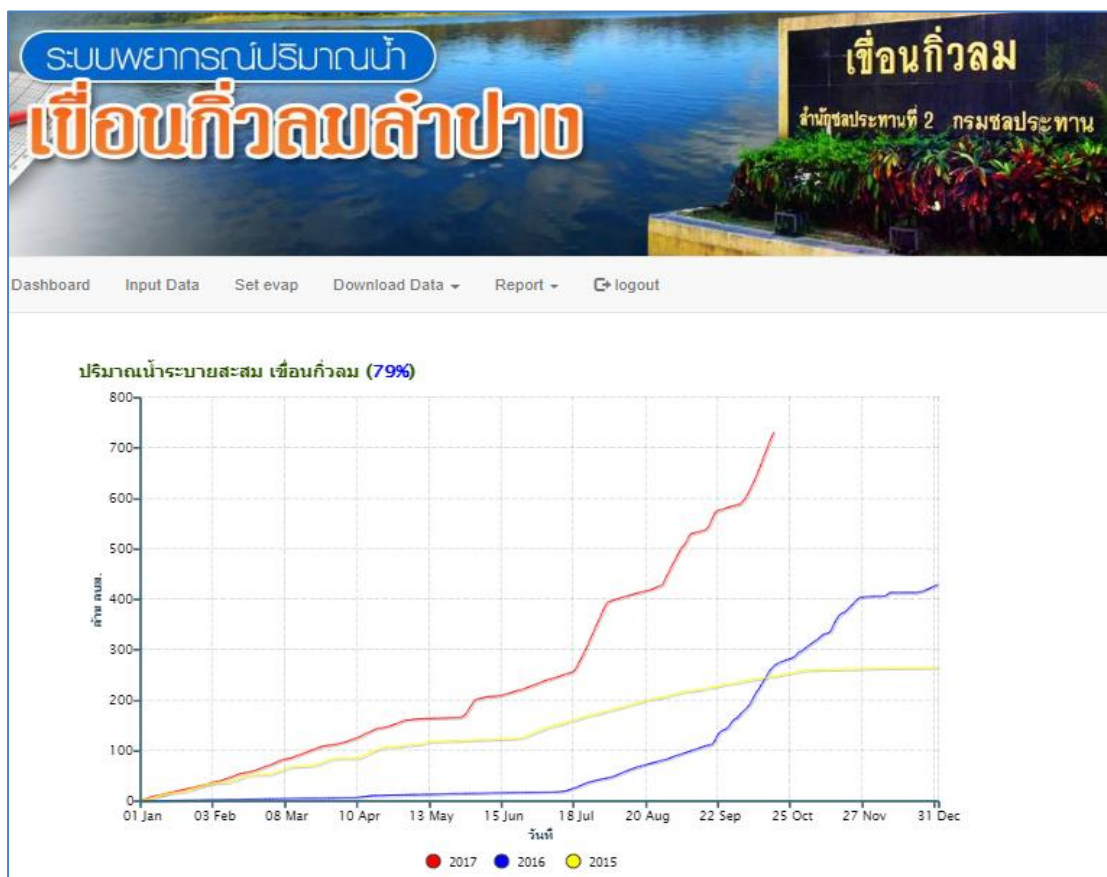 ระบบพยากรณ์ปริมาณน้ำ
เขื่อนกิ่วลมลำปาง
เขื่อนกิ่วลม
สำนักชลประทานที่ 2 กรมชลประทาน
Dashboard Input Data Set evap Download Data Report logout
ปริมาณน้ำระบายสะสม เขื่อนกิ่วลม (79%)
800
700
600
500
400
300
200
100
0
ล้าน ลบม.
01 Jan 03 Feb 08 Mar 10 Apr 13 May 15 Jun 18 Jul 20 Aug 22 Sep 25 Oct 27 Nov 31 Dec
วันที่
2017 2016 2015